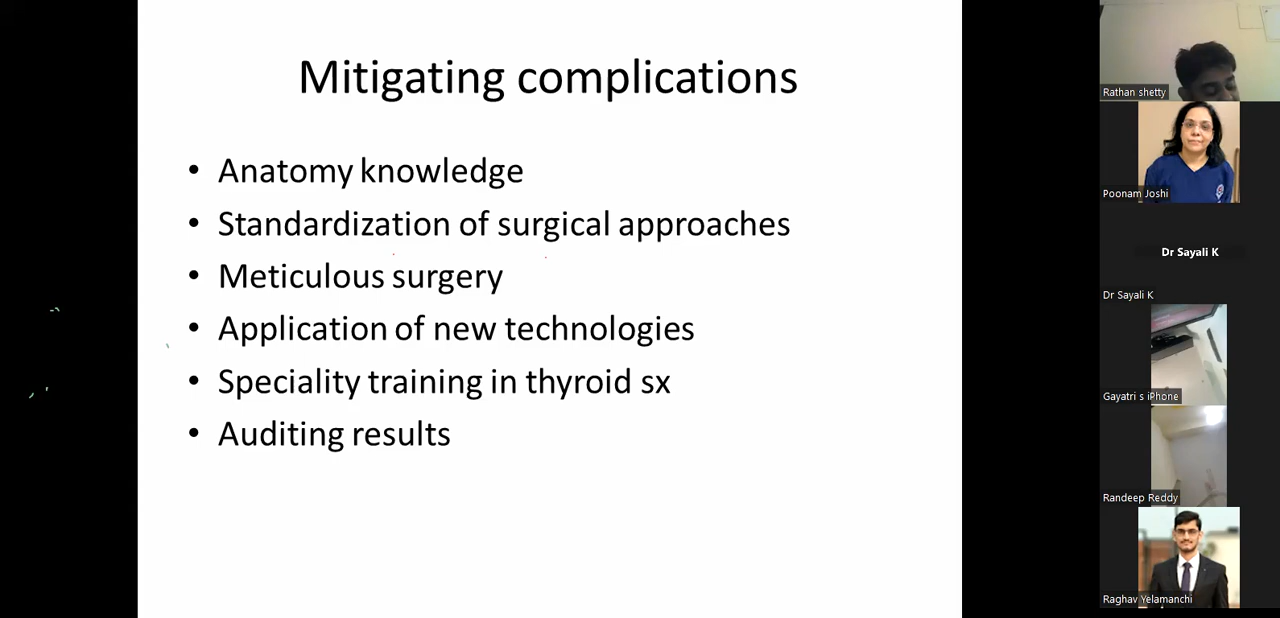 Mitigating complications
• Anatomy knowledge
• Standardization of surgical approaches
• Meticulous surgery
• Application of new technologies
• Speciality training in thyroid sx
• Auditing results
Rathan shetty
Poonam Joshi
Dr Sayali K
Dr Sayali K
Gayatri s iPhone
Randeep Reddy
Raghav Yelamanchi